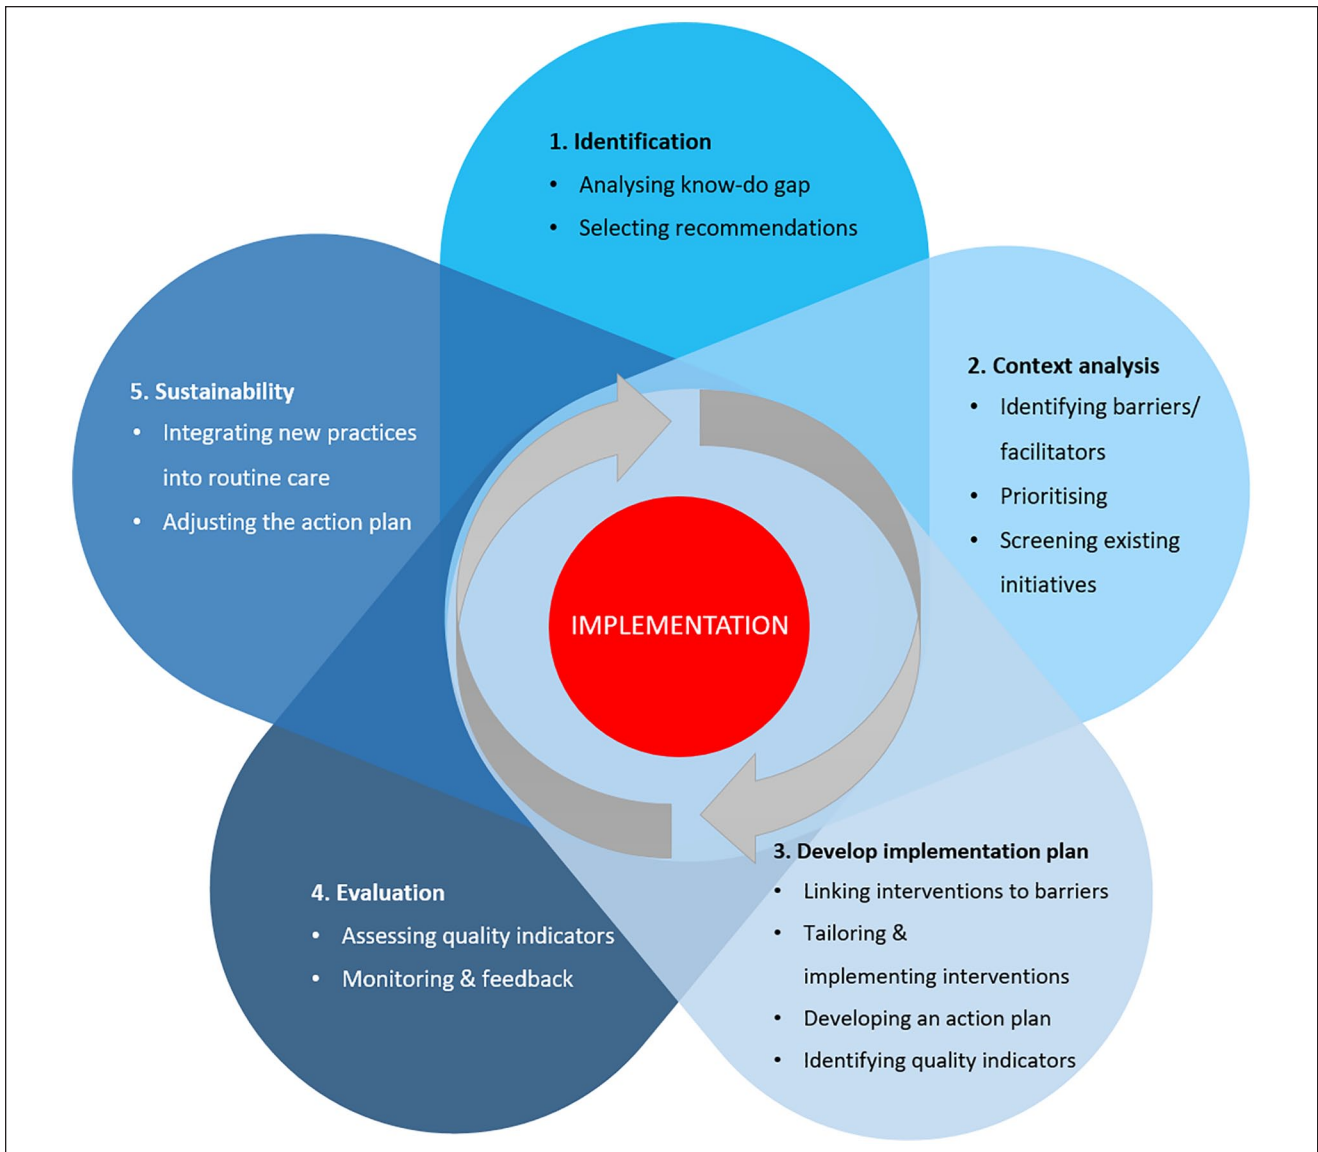 1. Identification
• Analysing know-do gap
• Selecting recommendations
2. Context analysis
• Identifying barriers/
facilitators
• Prioritising
• Screening existing
initiatives
3. Develop implementation plan
• Linking interventions to barriers
• Tailoring &
implementing interventions
• Developing an action plan
• Identifying quality indicators
4. Evaluation
• Assessing quality indicators
• Monitoring & feedback
5. Sustainability
• Integrating new practices
into routine care
• Adjusting the action plan
IMPLEMENTATION